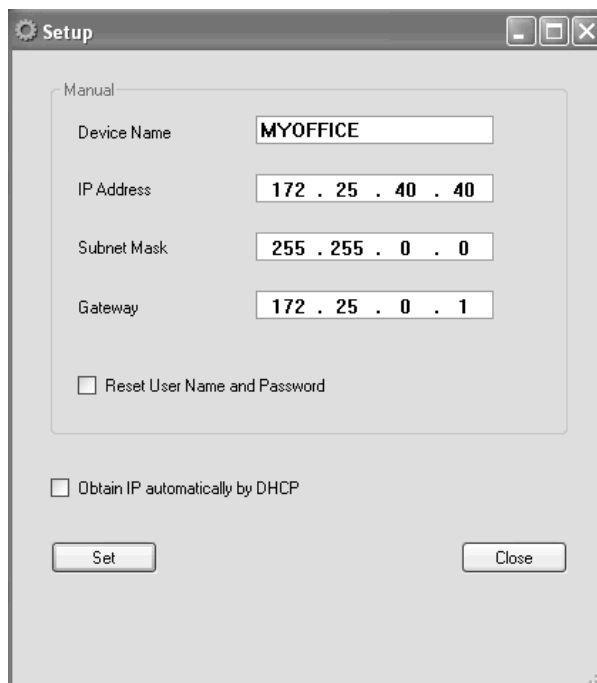 Setup
Manual
Device Name MYOFFICE
IP Address 172 . 25 . 40 . 40
Subnet Mask 255 . 255 . 0 . 0
Gateway 172 . 25 . 0 . 1
Reset User Name and Password
Obtain IP automatically by DHCP
Set Close